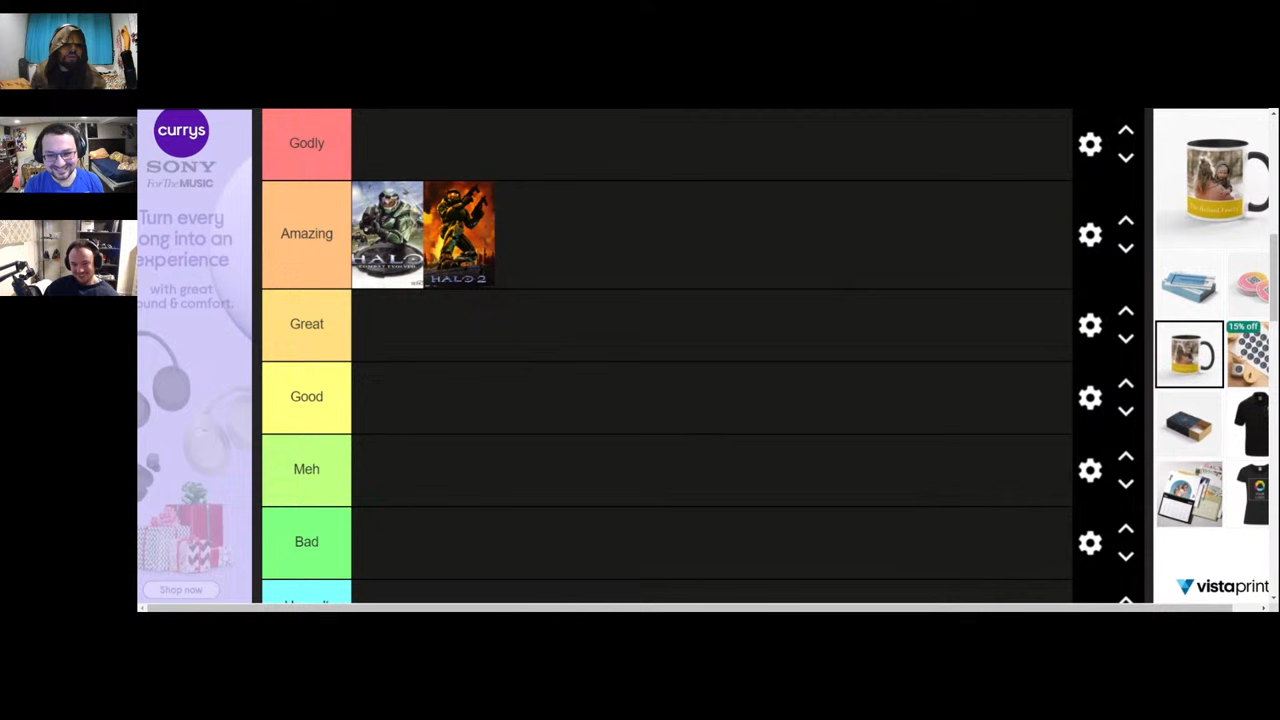 currys
SONY
For The MUSIC
Turn every
ong into an
experience
with great
ound & comfort.
Shop now
Godly
Amazing
HALO
HALO 2
Great
Good
Meh
Bad
15% off
vistaprint